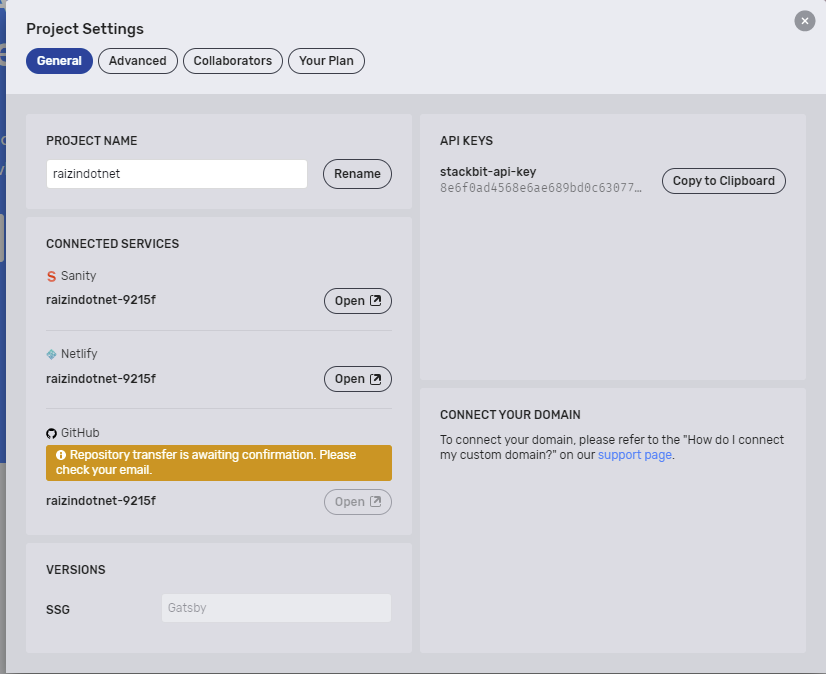 Project Settings
General
Advanced
Collaborators
Your Plan
PROJECT NAME
raizindotnet
Rename
CONNECTED SERVICES
Sanity
raizindotnet-9215f
Open
Netlify
raizindotnet-9215f
Open
GitHub
Repository transfer is awaiting confirmation. Please
check your email.
raizindotnet-9215f
Open
VERSIONS
SSG
Gatsby
API KEYS
stackbit-api-key
8e6f0ad4568e6ae689bd0c63077…
Copy to Clipboard
CONNECT YOUR DOMAIN
To connect your domain, please refer to the "How do I connect
my custom domain?" on our support page.